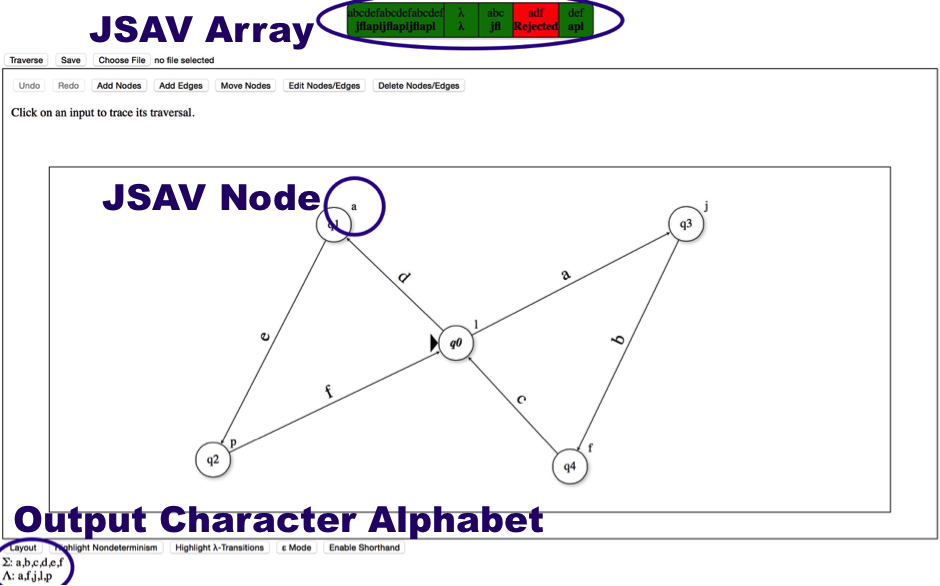 JSAV Array
abcdefabcdefabcdef λ abc adf def
jflapljflapljflapl λ jfl Rejected apl
Traverse Save Choose File no file selected
Undo Redo Add Nodes Add Edges Move Nodes Edit Nodes/Edges Delete Nodes/Edges
Click on an input to trace its traversal.
JSAV Node
a
q1
j
q3
d
a
l
q0
e
b
f
c
p
q2
f
q4
Output Character Alphabet
Layout Highlight Nondeterminism Highlight λ-Transitions ε Mode Enable Shorthand
Σ: a,b,c,d,e,f
Λ: a,f,j,l,p